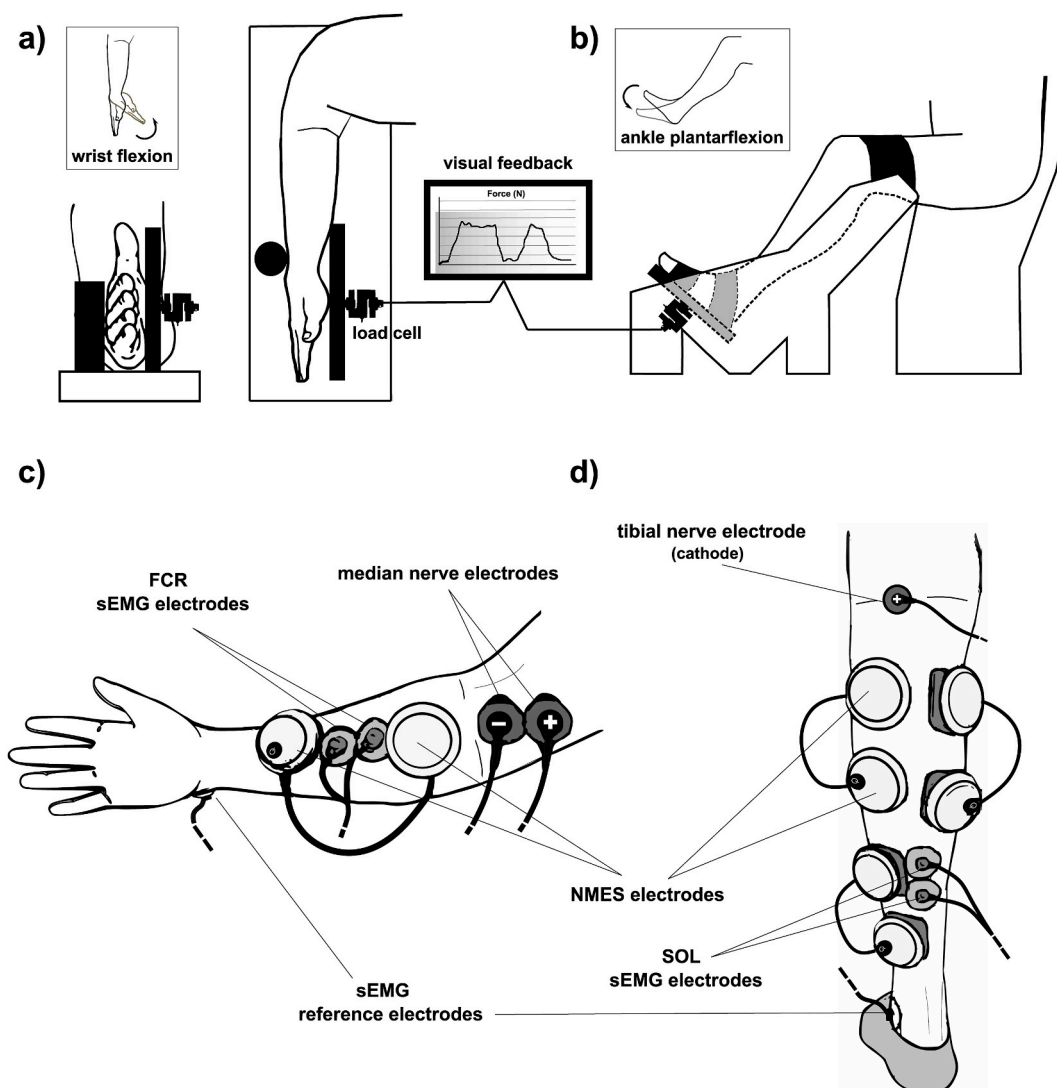 a)
wrist flexion
visual feedback
Force (N)
load cell
b)
ankle plantarflexion
c)
FCR
sEMG electrodes
median nerve electrodes
−
+
NMES electrodes
sEMG
reference electrodes
d)
tibial nerve electrode
(cathode)
+
SOL
sEMG electrodes